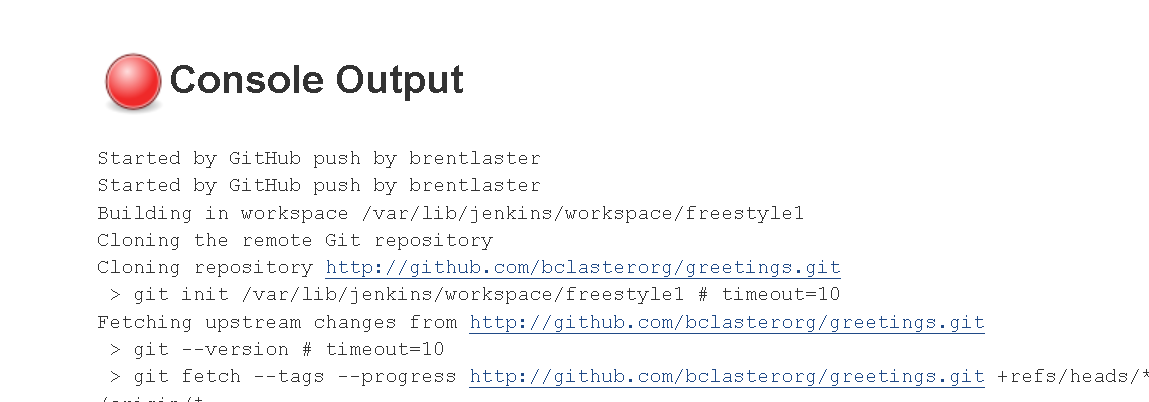 Console Output
Started by GitHub push by brentlaster
Started by GitHub push by brentlaster
Building in workspace /var/lib/jenkins/workspace/freestyle1
Cloning the remote Git repository
Cloning repository http://github.com/bclasterorg/greetings.git
 > git init /var/lib/jenkins/workspace/freestyle1 # timeout=10
Fetching upstream changes from http://github.com/bclasterorg/greetings.git
 > git --version # timeout=10
 > git fetch --tags --progress http://github.com/bclasterorg/greetings.git +refs/heads/*